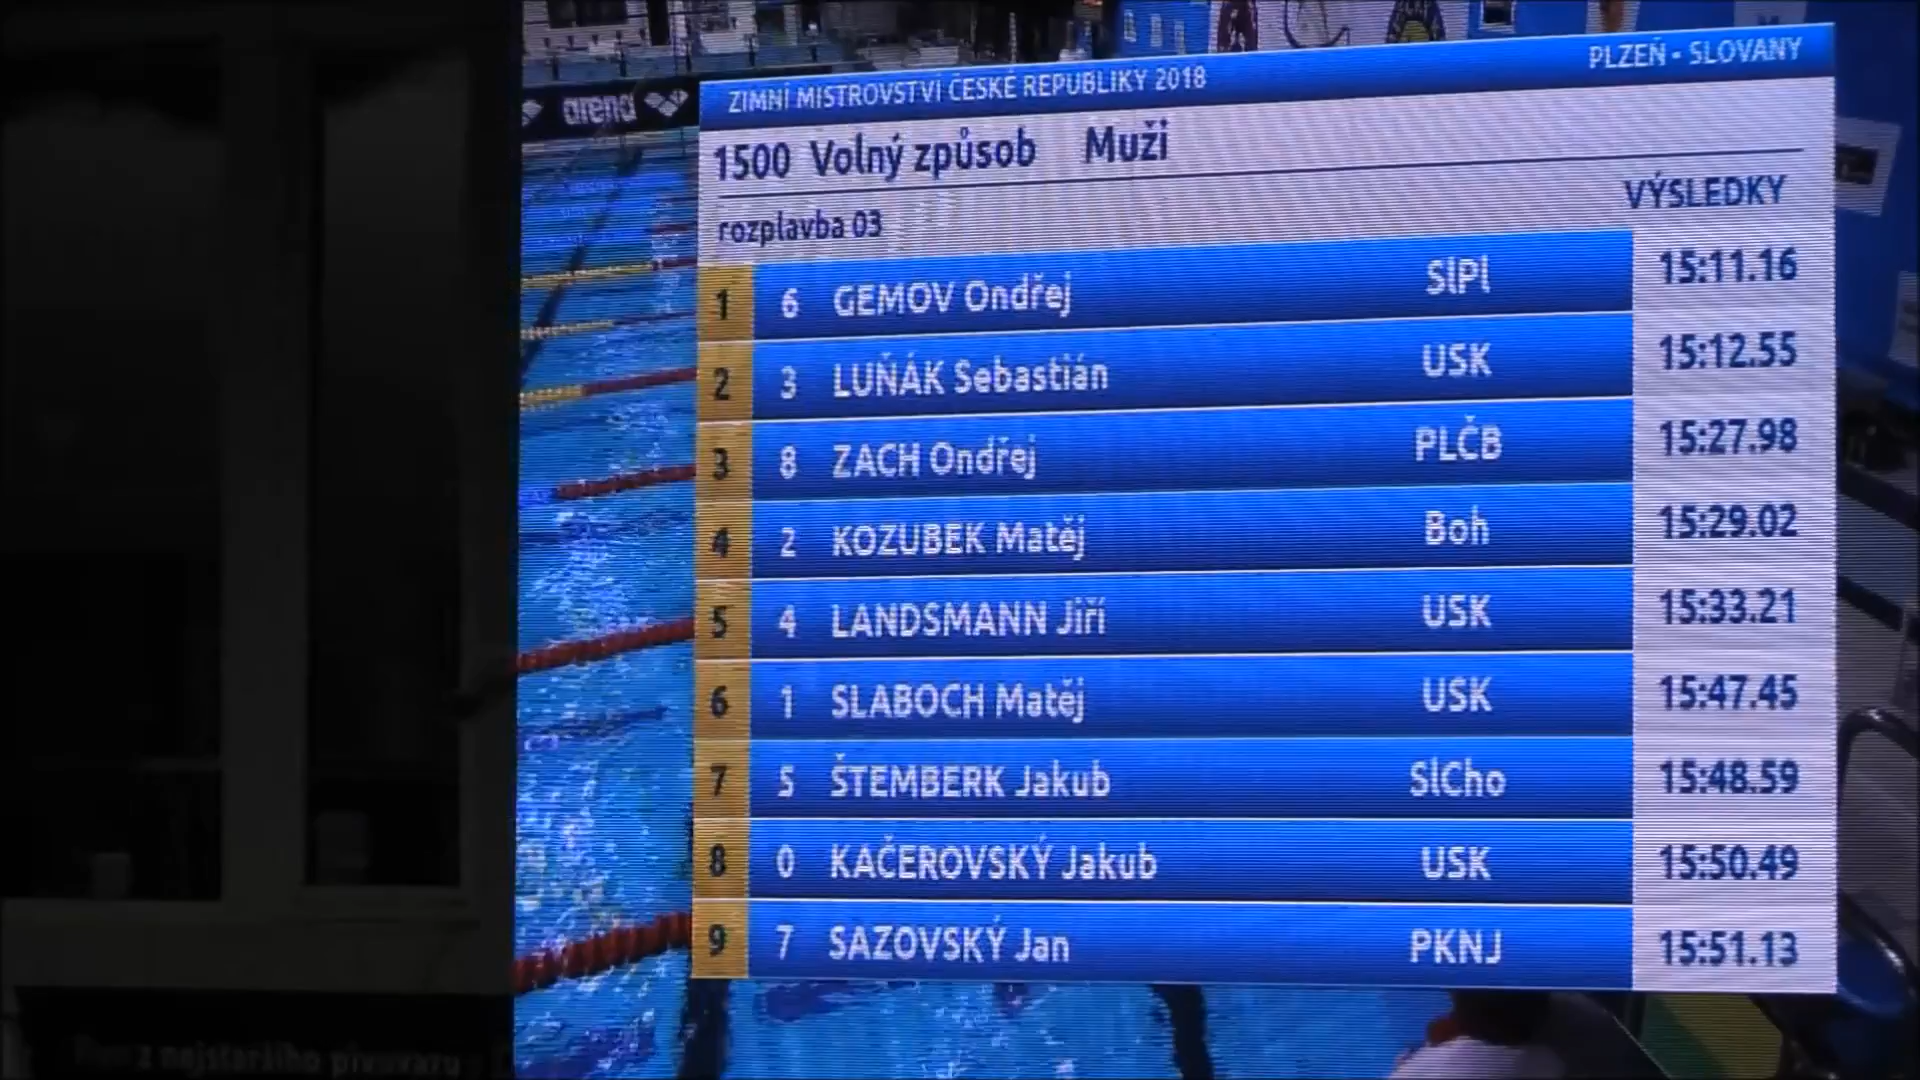 arena
ZIMNÍ MISTROVSTVÍ ČESKÉ REPUBLIKY 2018 PLZEŇ - SLOVANY
1500 Volný způsob Muži
VÝSLEDKY
rozplavba 03
1 6 GEMOV Ondřej SlPl 15:11.16
2 3 LUŇÁK Sebastián USK 15:12.55
3 8 ZACH Ondřej PLČB 15:27.98
4 2 KOZUBEK Matěj Boh 15:29.02
5 4 LANDSMANN Jiří USK 15:33.21
6 1 SLABOCH Matěj USK 15:47.45
7 5 ŠTEMBERK Jakub SlCho 15:48.59
8 0 KAČEROVSKÝ Jakub USK 15:50.49
9 7 SAZOVSKÝ Jan PKNJ 15:51.13
z nejstaršího pivovaru